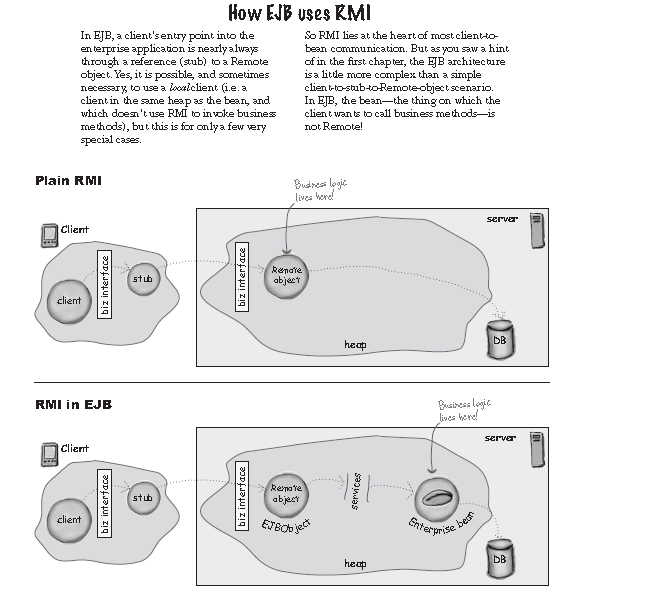 How EJB uses RMI
In EJB, a client's entry point into the
enterprise application is nearly always
through a reference (stub) to a Remote
object. Yes, it is possible, and sometimes
necessary, to use a local client (i.e. a
client in the same heap as the bean, and
which doesn't use RMI to invoke business
methods), but this is for only a few very
special cases.
So RMI lies at the heart of most client-to-
bean communication. But as you saw a hint
of in the first chapter, the EJB architecture
is a little more complex than a simple
client-to-stub-to-Remote-object scenario.
In EJB, the bean—the thing on which the
client wants to call business methods—is
not Remote!
Plain RMI
Business logic
lives here!
Client
server
client
biz interface
stub
biz interface
Remote
object
DB
heap
RMI in EJB
Business logic
lives here!
Client
server
client
biz interface
stub
biz interface
Remote
object
EJBObject
services
Enterprise bean
DB
heap